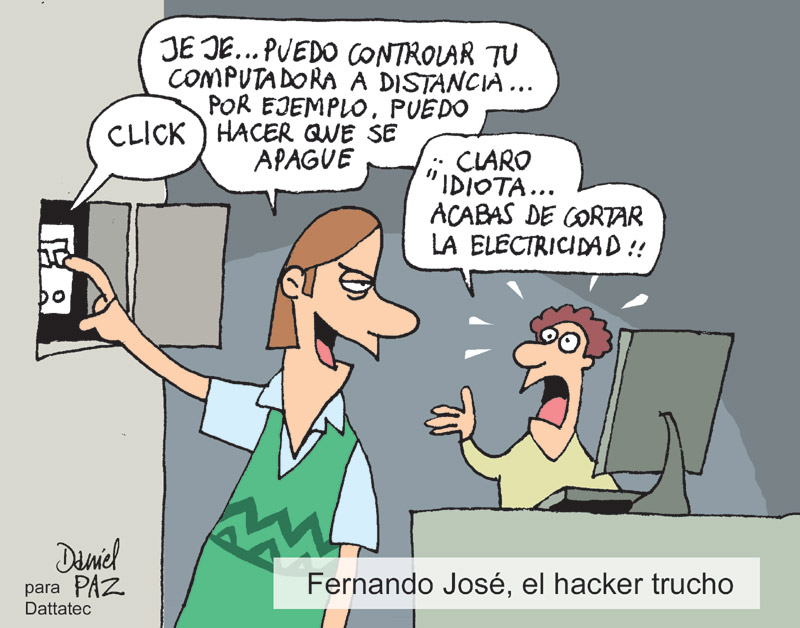 JE JE... PUEDO CONTROLAR TU
COMPUTADORA A DISTANCIA...
POR EJEMPLO, PUEDO
HACER QUE SE
APAGUE
CLICK
¡¡ CLARO
IDIOTA...
ACABAS DE CORTAR
LA ELECTRICIDAD !!
Daniel
PAZ
para
Dattatec
Fernando José, el hacker trucho